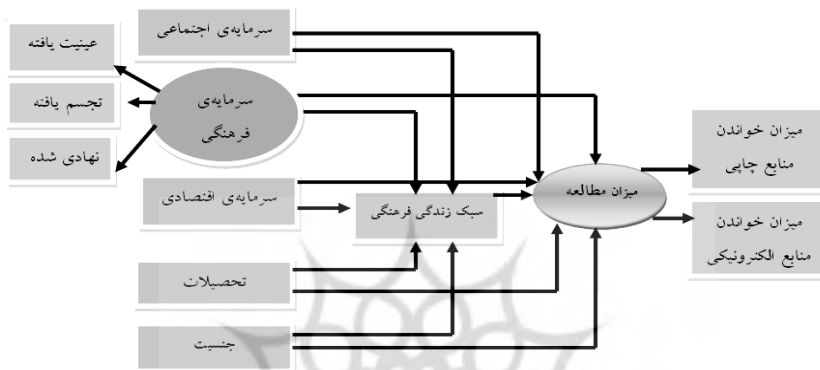 سرمایه‌ی اجتماعی
عینیت یافته
تجسم یافته
نهادی شده
سرمایه‌ی
فرهنگی
سرمایه‌ی اقتصادی
سبک زندگی فرهنگی
تحصیلات
جنسیت
میزان مطالعه
میزان خواندن
منابع چاپی
میزان خواندن
منابع الکترونیکی